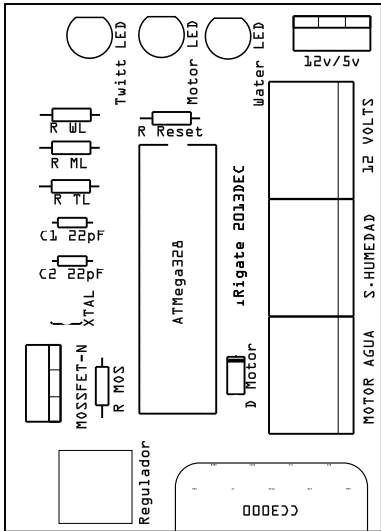 Twitt LED
Motor LED
Water LED
12v/5v
R WL
R Reset
12 VOLTS
R ML
R TL
C1 22pF
ATMega328
iRigate 2013DEC
S.HUMEDAD
C2 22pF
XTAL
MOSSFET-N
R MOS
D Motor
MOTOR AGUA
Regulador
CC3000